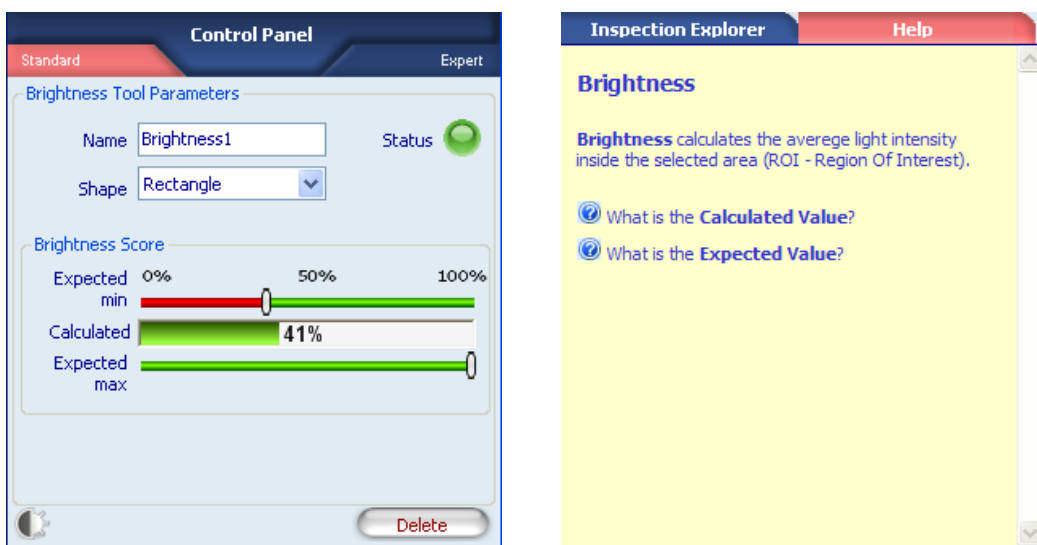 Control Panel
Standard
Expert
Brightness Tool Parameters
Name
Brightness1
Status
Shape
Rectangle
Brightness Score
Expected
min
0%
50%
100%
Calculated
41%
Expected
max
Delete
Inspection Explorer
Help
Brightness
Brightness calculates the averege light intensity
inside the selected area (ROI - Region Of Interest).
What is the Calculated Value?
What is the Expected Value?